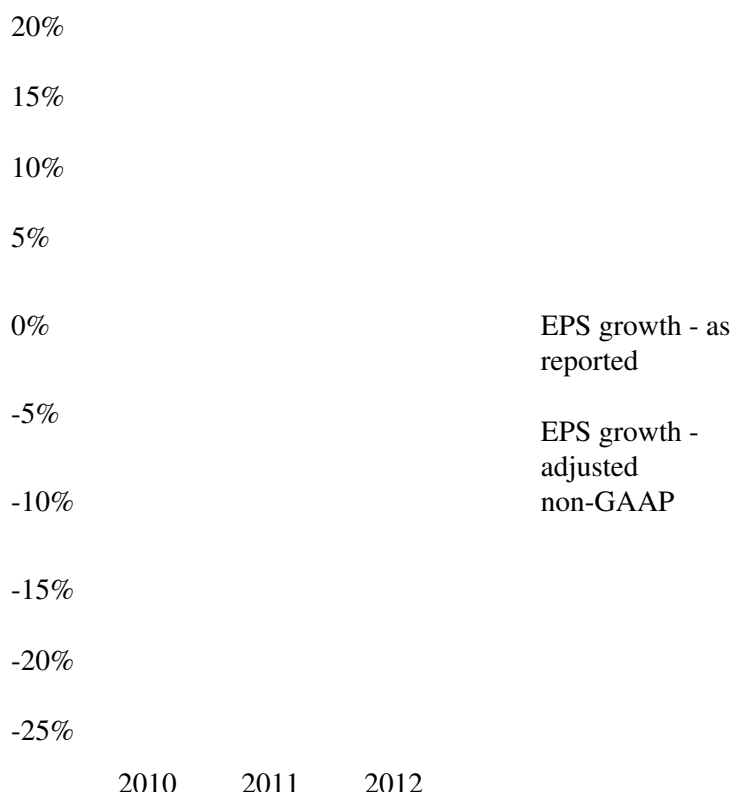 20%
15%
10%
5%
0%
EPS growth - as
reported
-5%
EPS growth -
adjusted
non-GAAP
-10%
-15%
-20%
-25%
2010 2011 2012